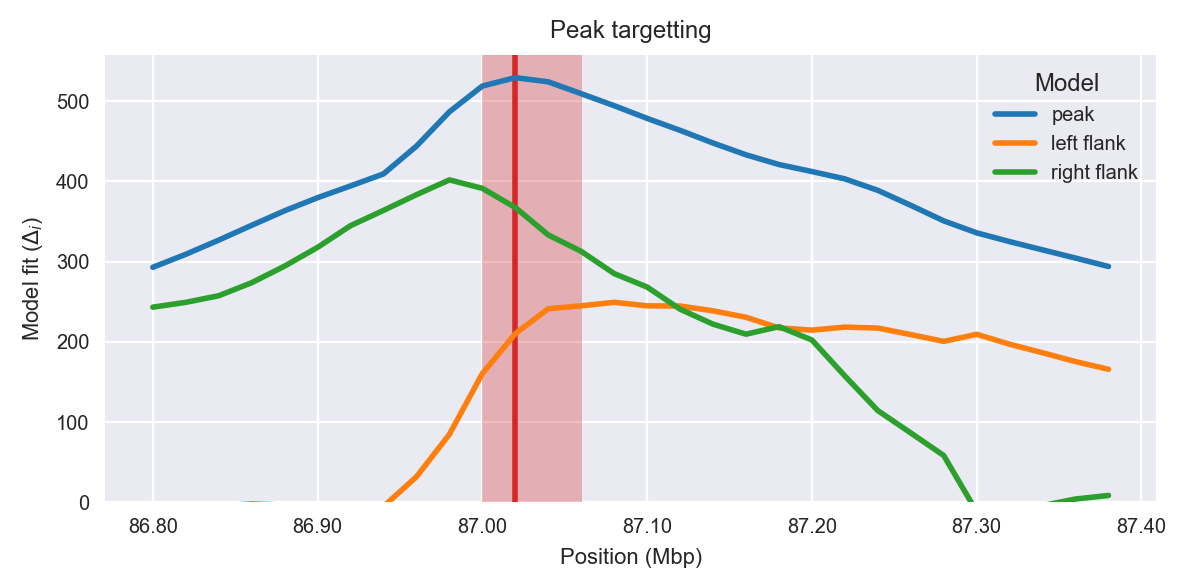 Peak targetting
Model
peak
left flank
right flank
Model fit (Δᵢ)
500
400
300
200
100
0
86.80 86.90 87.00 87.10 87.20 87.30 87.40
Position (Mbp)